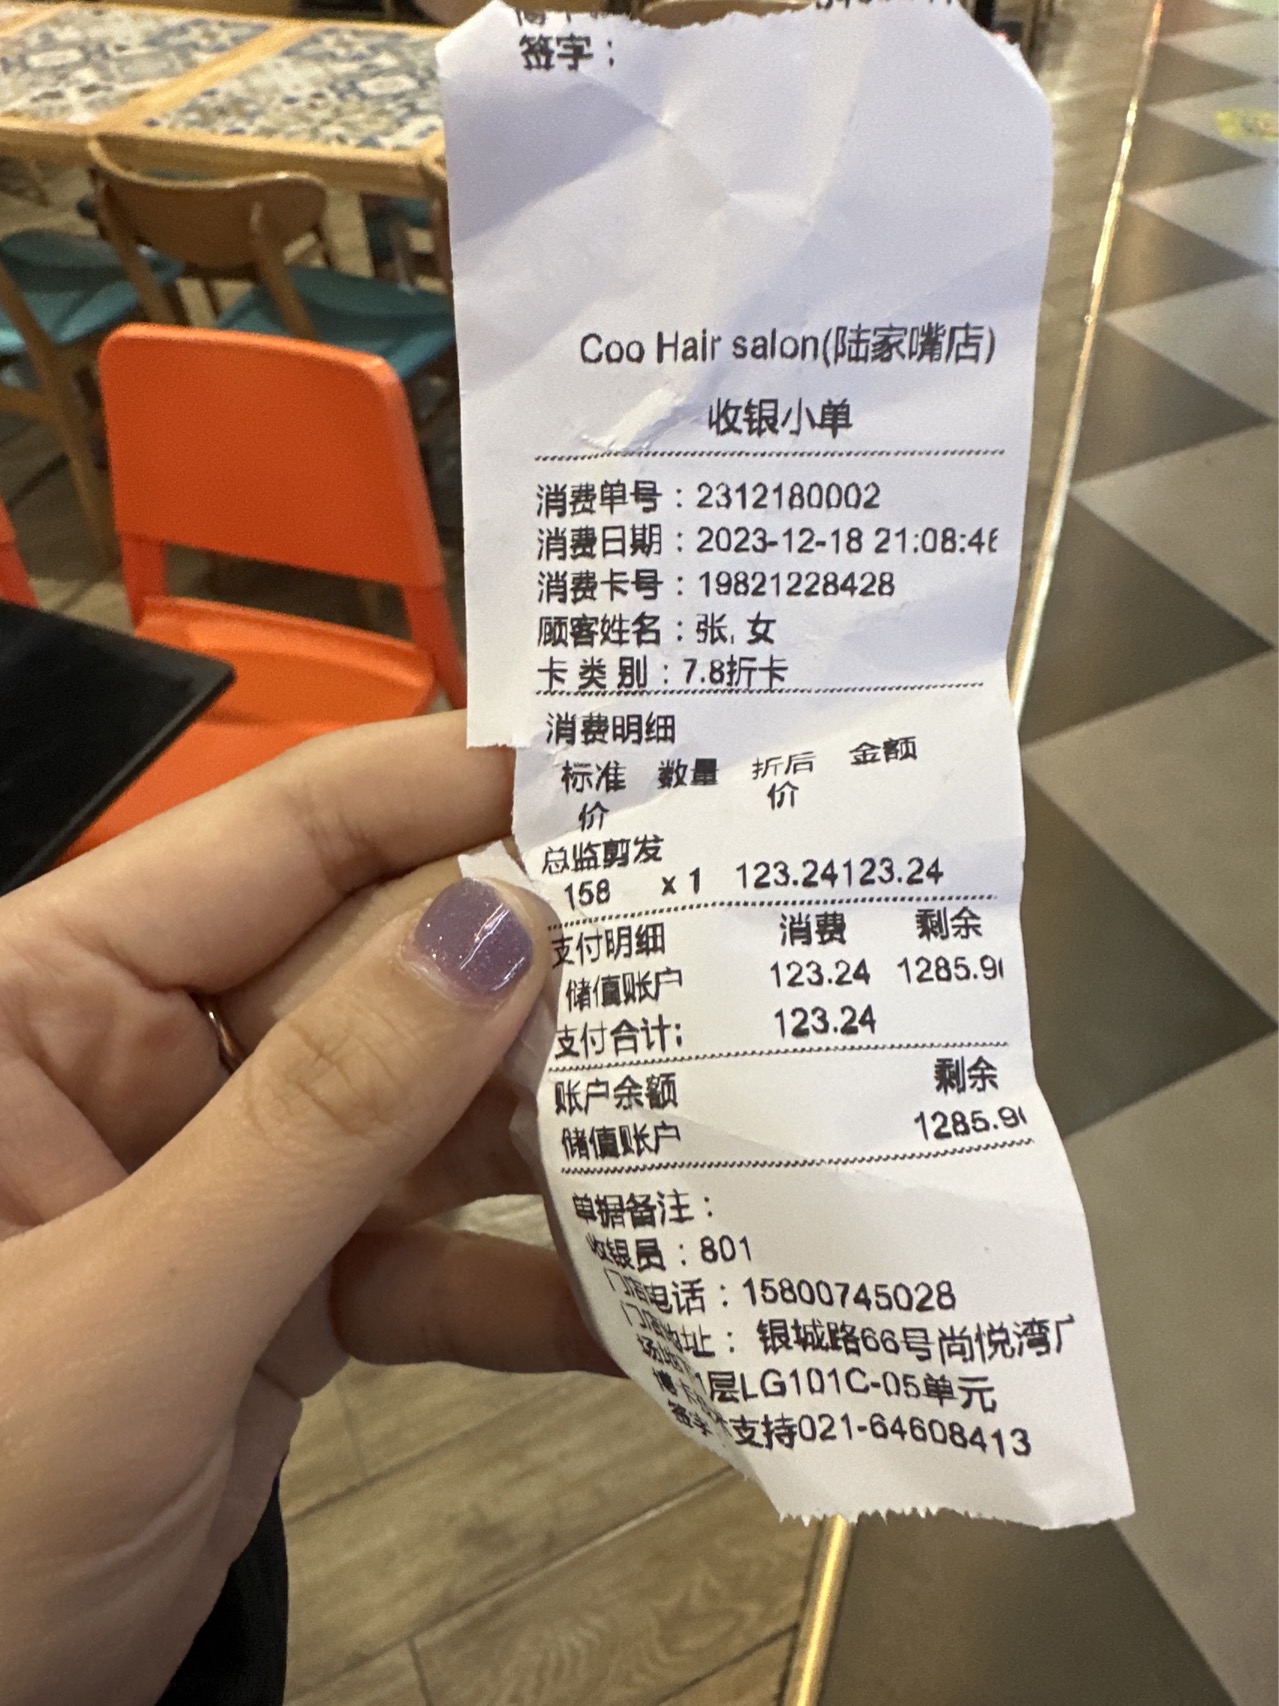 签字：
Coo Hair salon(陆家嘴店)
收银小单
消费单号：2312180002
消费日期：2023-12-18 21:08:46
消费卡号：19821228428
顾客姓名：张, 女
卡 类 别：7.8折卡
消费明细
标准价 数量 折后价 金额
总监剪发
158 x 1 123.24123.24
支付明细 消费 剩余
储值账户 123.24 1285.9
支付合计: 123.24
账户余额 剩余
储值账户 1285.9
单据备注：
收银员：801
门店电话：15800745028
门店地址： 银城路66号尚悦湾广
场地下1层LG101C-05单元
支持021-64608413
签字